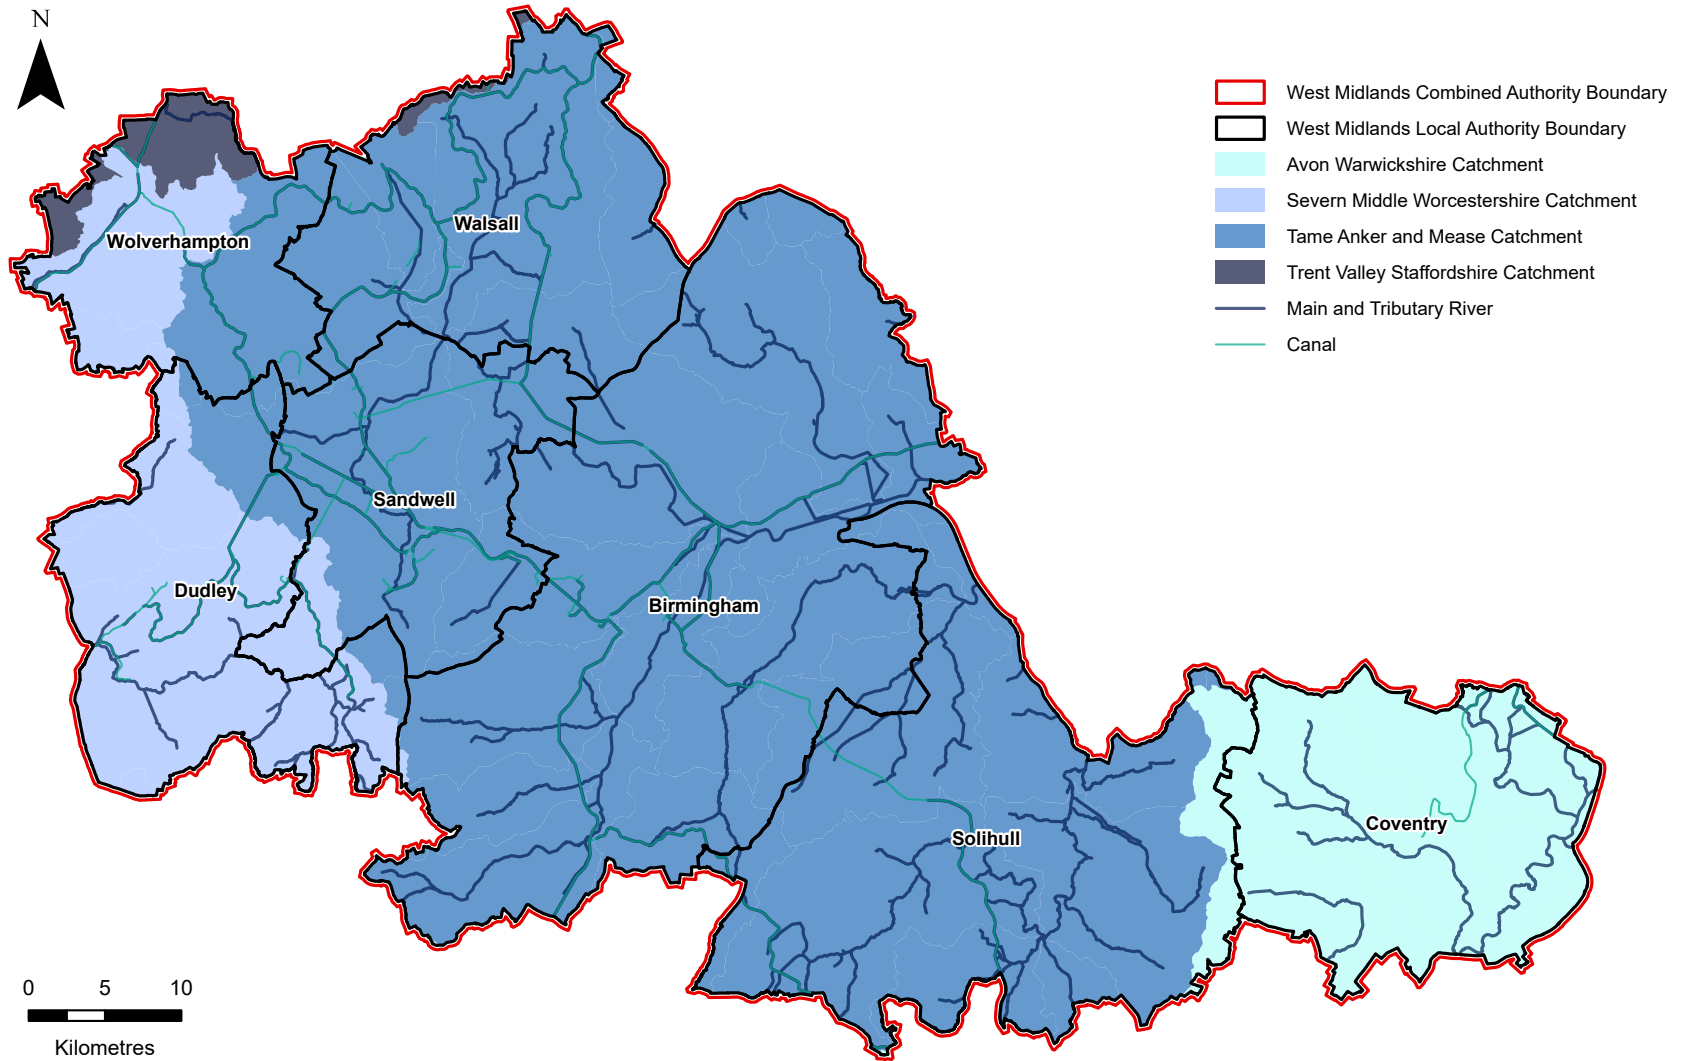 N
West Midlands Combined Authority Boundary
West Midlands Local Authority Boundary
Avon Warwickshire Catchment
Severn Middle Worcestershire Catchment
Tame Anker and Mease Catchment
Trent Valley Staffordshire Catchment
Main and Tributary River
Canal
Walsall
Wolverhampton
Sandwell
Dudley
Birmingham
Coventry
Solihull
0 5 10
Kilometres